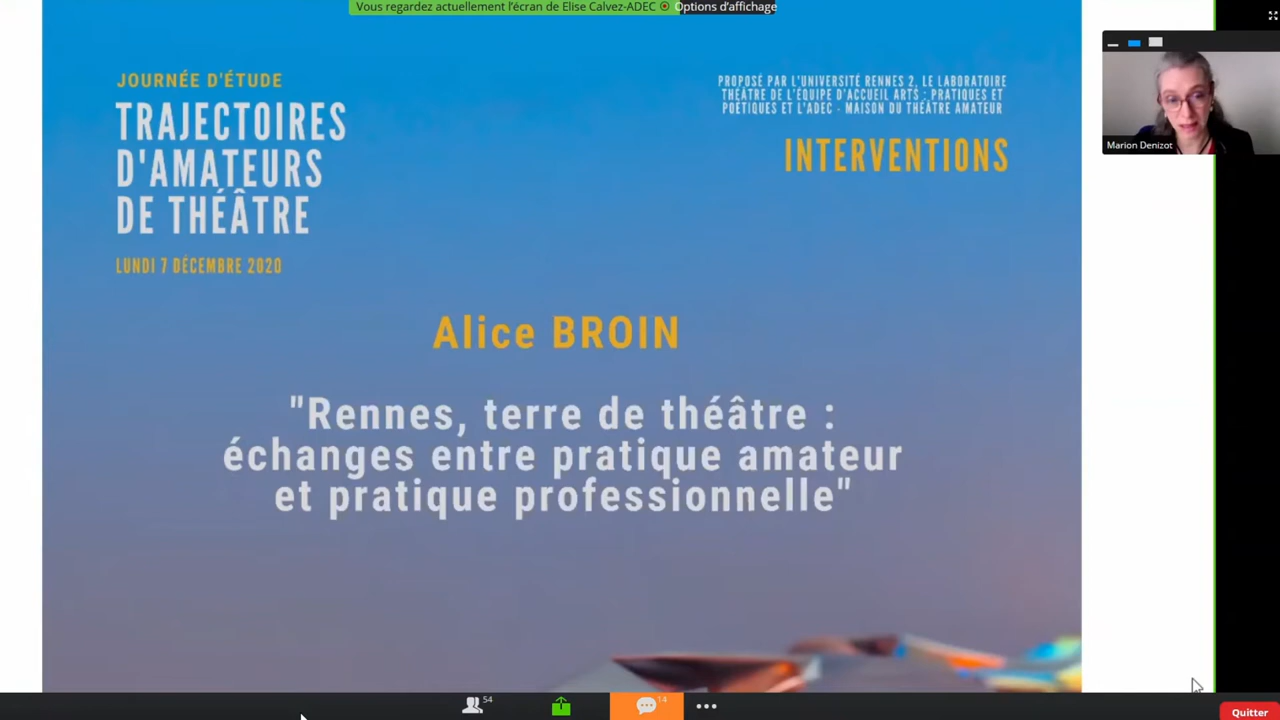 Vous regardez actuellement l'écran de Elise Calvez-ADEC
Options d'affichage
JOURNÉE D'ÉTUDE
TRAJECTOIRES
D'AMATEURS
DE THÉÂTRE
LUNDI 7 DÉCEMBRE 2020
PROPOSÉ PAR L'UNIVERSITÉ RENNES 2, LE LABORATOIRE
THÉÂTRE DE L'EQUIPE D'ACCUEIL ARTS : PRATIQUES ET
POÉTIQUES ET L'ADEC - MAISON DU THÉÂTRE AMATEUR
INTERVENTIONS
Marion Denizot
Alice BROIN
"Rennes, terre de théâtre :
échanges entre pratique amateur
et pratique professionnelle"
54
14
Quitter